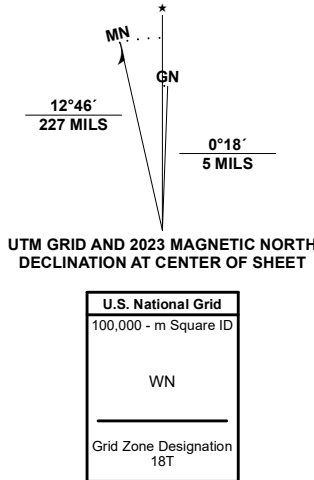 MN
GN
12°46´
227 MILS
0°18´
5 MILS
UTM GRID AND 2023 MAGNETIC NORTH
DECLINATION AT CENTER OF SHEET
U.S. National Grid
100,000 - m Square ID
WN
Grid Zone Designation
18T